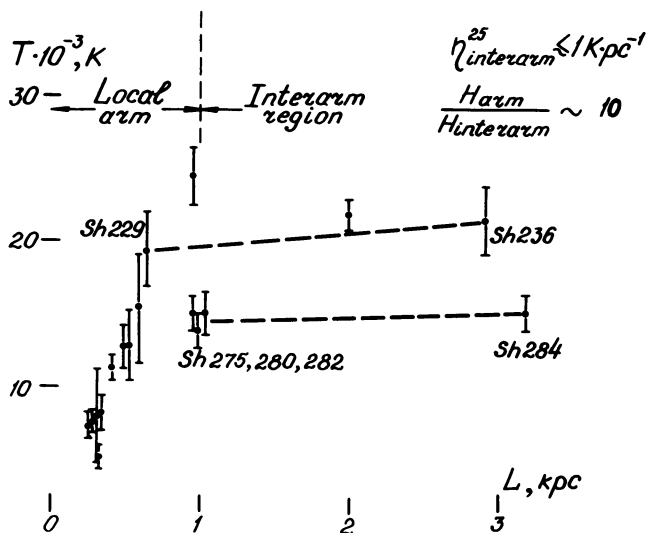 T·10⁻³, K
η²⁵interarm ≲ 1 K·pc⁻¹
30
Local arm
Interarm region
Harm / Hinterarm ~ 10
Sh229
20
Sh236
Sh275,280,282
Sh284
10
L, крс
0
1
2
3